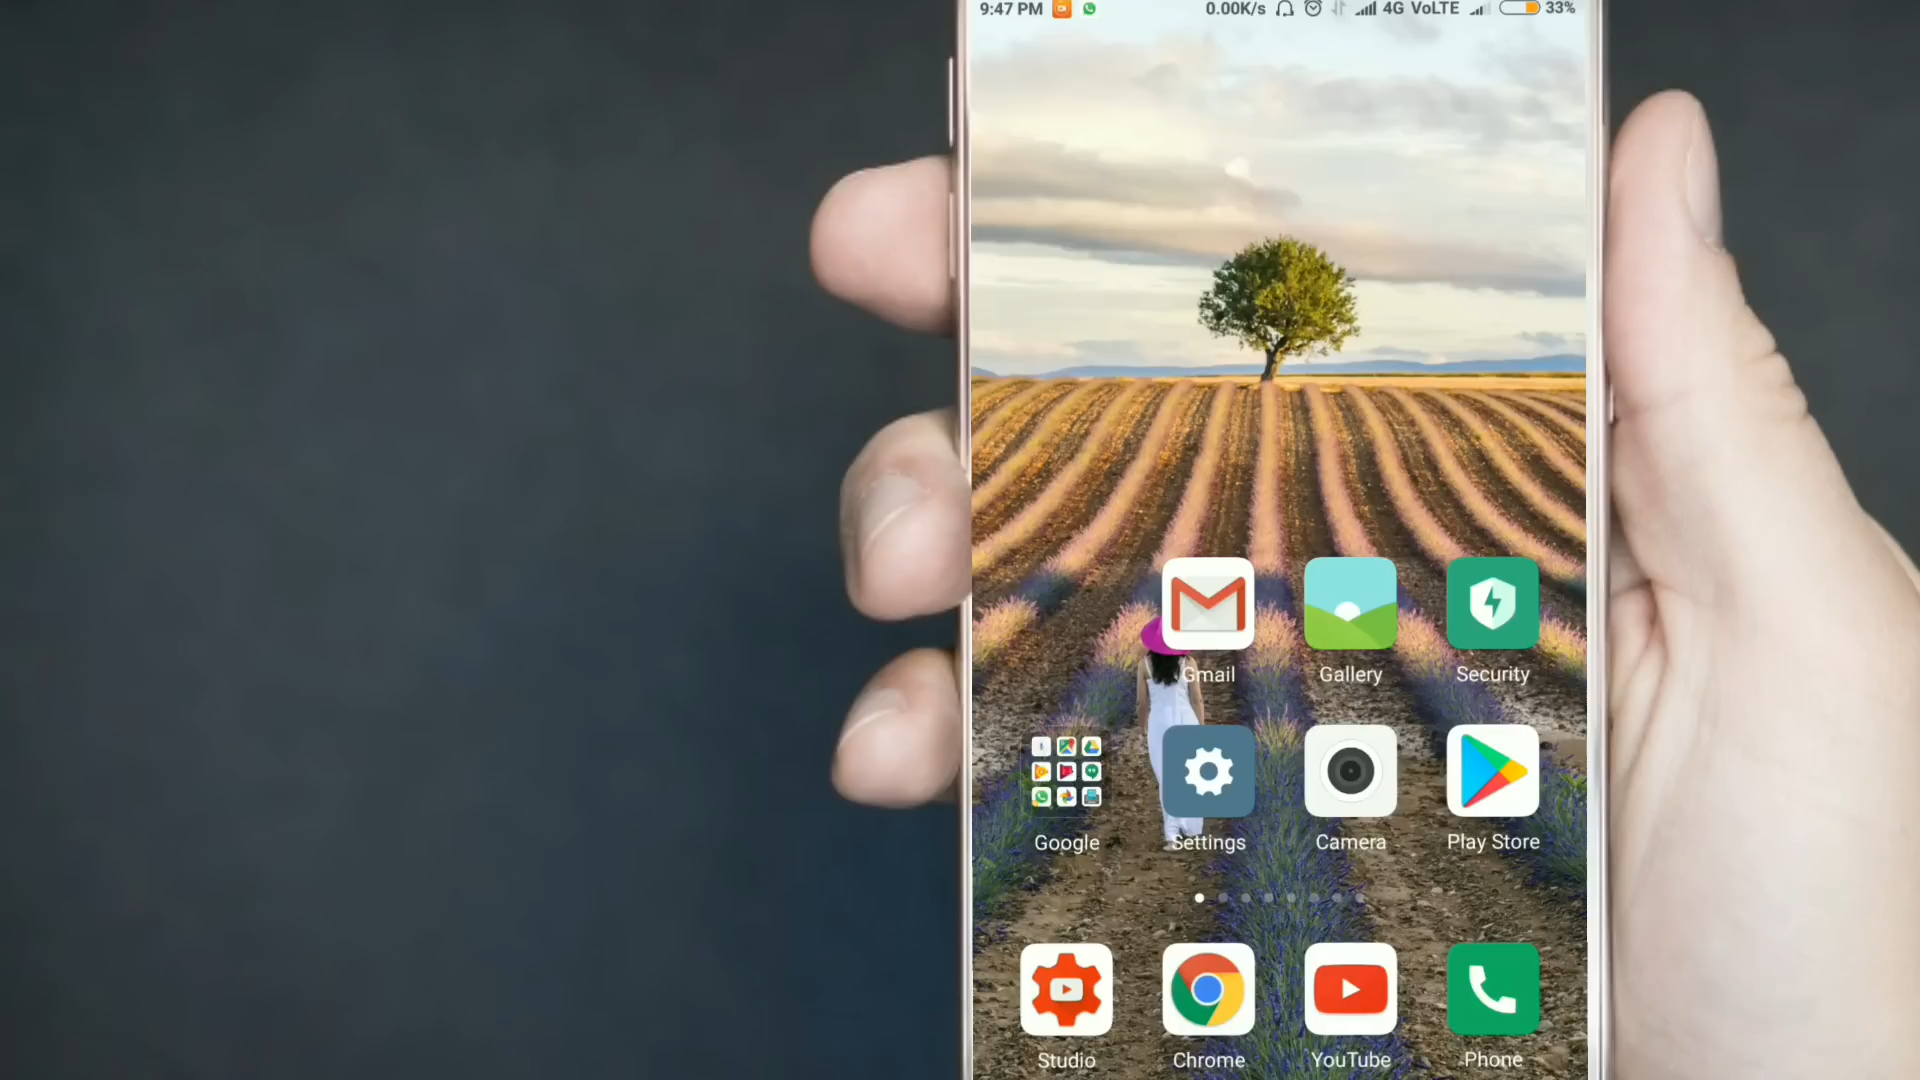 9:47 PM 0.00K/s 4G VoLTE 33%
Gmail Gallery Security
Google Settings Camera Play Store
Studio Chrome YouTube Phone